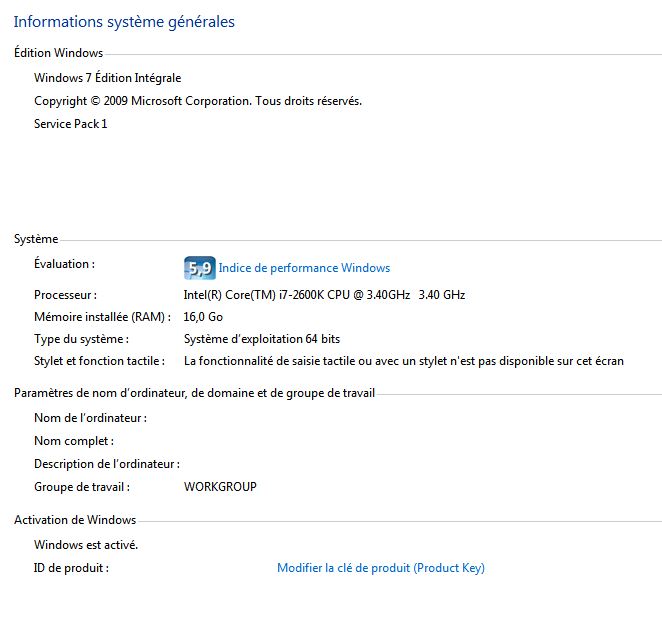 Informations système générales
Édition Windows
Windows 7 Édition Intégrale
Copyright © 2009 Microsoft Corporation. Tous droits réservés.
Service Pack 1
Système
Évaluation :
5,9 Indice de performance Windows
Processeur : Intel(R) Core(TM) i7-2600K CPU @ 3.40GHz 3.40 GHz
Mémoire installée (RAM) : 16,0 Go
Type du système : Système d'exploitation 64 bits
Stylet et fonction tactile : La fonctionnalité de saisie tactile ou avec un stylet n'est pas disponible sur cet écran
Paramètres de nom d'ordinateur, de domaine et de groupe de travail
Nom de l'ordinateur :
Nom complet :
Description de l'ordinateur :
Groupe de travail : WORKGROUP
Activation de Windows
Windows est activé.
ID de produit : Modifier la clé de produit (Product Key)